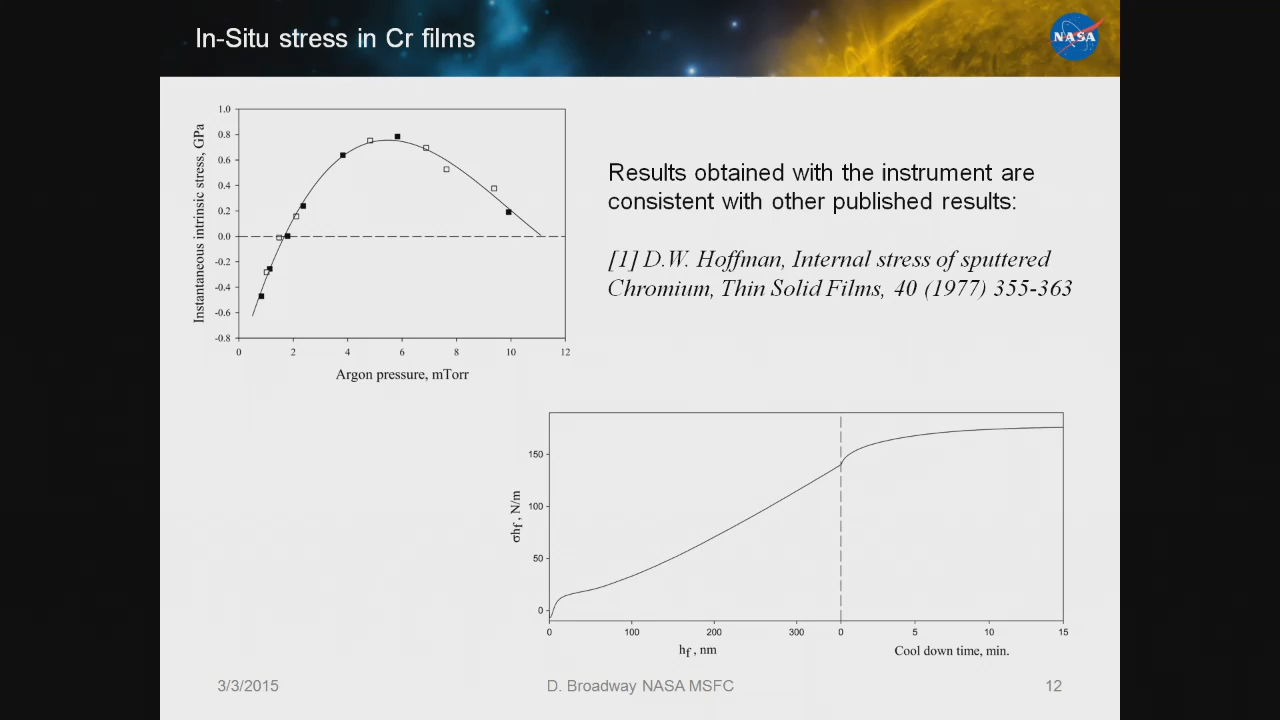 In-Situ stress in Cr films
NASA
1.0
0.8
0.6
0.4
0.2
0.0
-0.2
-0.4
-0.6
-0.8
Instantaneous intrinsic stress, GPa
0 2 4 6 8 10 12
Argon pressure, mTorr
Results obtained with the instrument are
consistent with other published results:
[1] D.W. Hoffman, Internal stress of sputtered
Chromium, Thin Solid Films, 40 (1977) 355-363
150
100
50
0
σhf , N/m
0 100 200 300 0 5 10 15
hf , nm
Cool down time, min.
3/3/2015
D. Broadway NASA MSFC
12